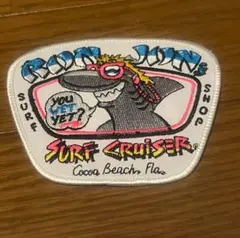 RON JON®
SURF
SHOP
YOU
WET
YET?
SURF CRUISER®
Cocoa Beach, Fla.